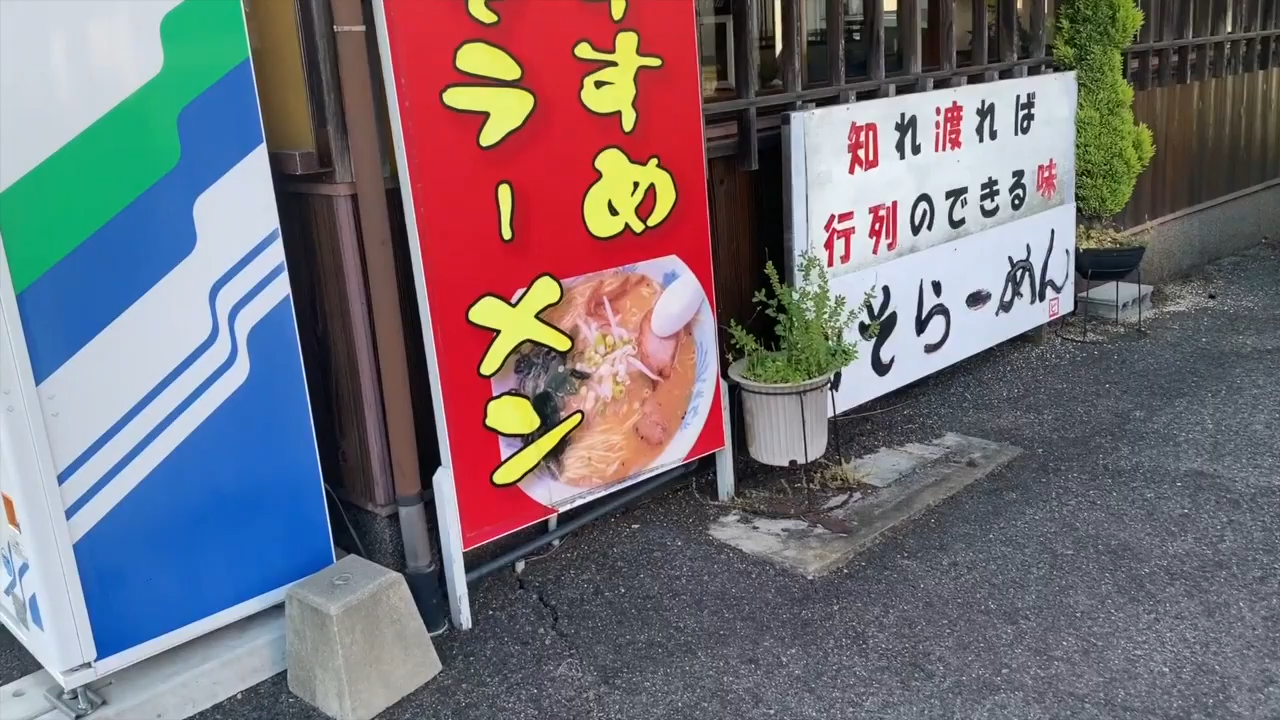 すすめ
ラーメン
知れ渡れば
行列のできる味
そらーめん